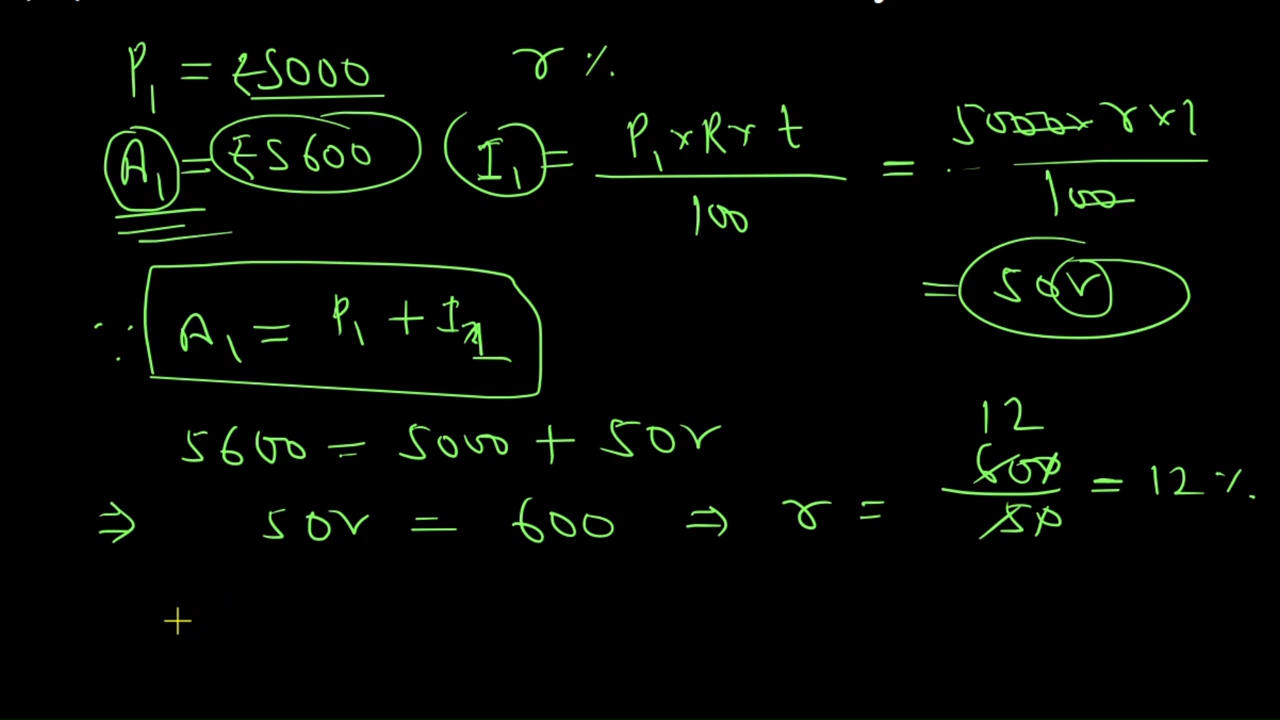 P₁ = ₹5000 r %.
A₁ = ₹5600 I₁ = P₁ × R × t / 100 = 5000 × r × 1 / 100
= 50r
∵ A₁ = P₁ + I₁
5600 = 5000 + 50r
⇒ 50r = 600 ⇒ r = 600 / 50 = 12 %.
12